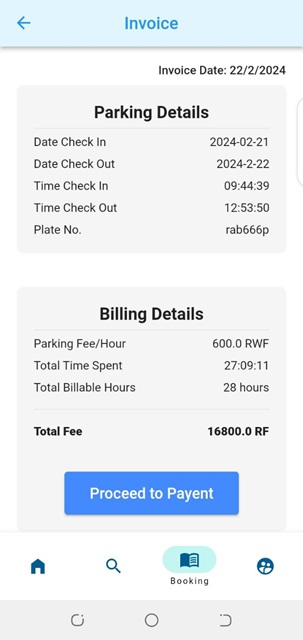 Invoice
Invoice Date: 22/2/2024
Parking Details
Date Check In 2024-02-21
Date Check Out 2024-2-22
Time Check In 09:44:39
Time Check Out 12:53:50
Plate No. rab666p
Billing Details
Parking Fee/Hour 600.0 RWF
Total Time Spent 27:09:11
Total Billable Hours 28 hours
Total Fee 16800.0 RF
Proceed to Payent
Booking